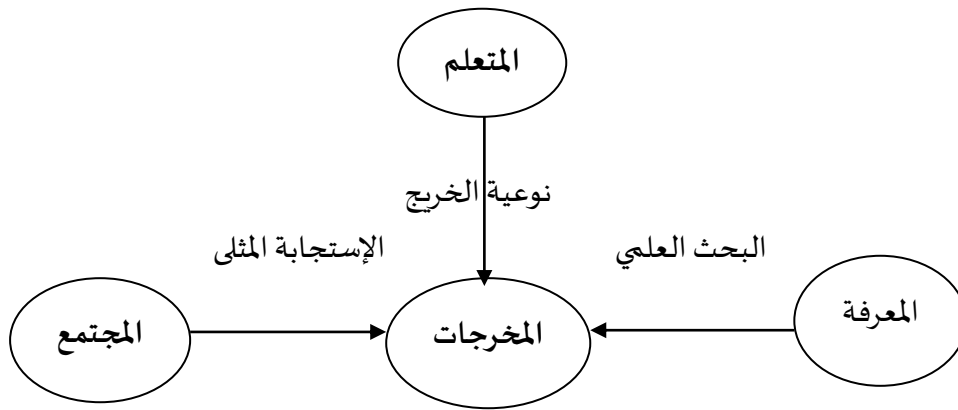 المتعلم
نوعية الخريج
البحث العلمي
الإستجابة المثلى
المعرفة
المخرجات
المجتمع